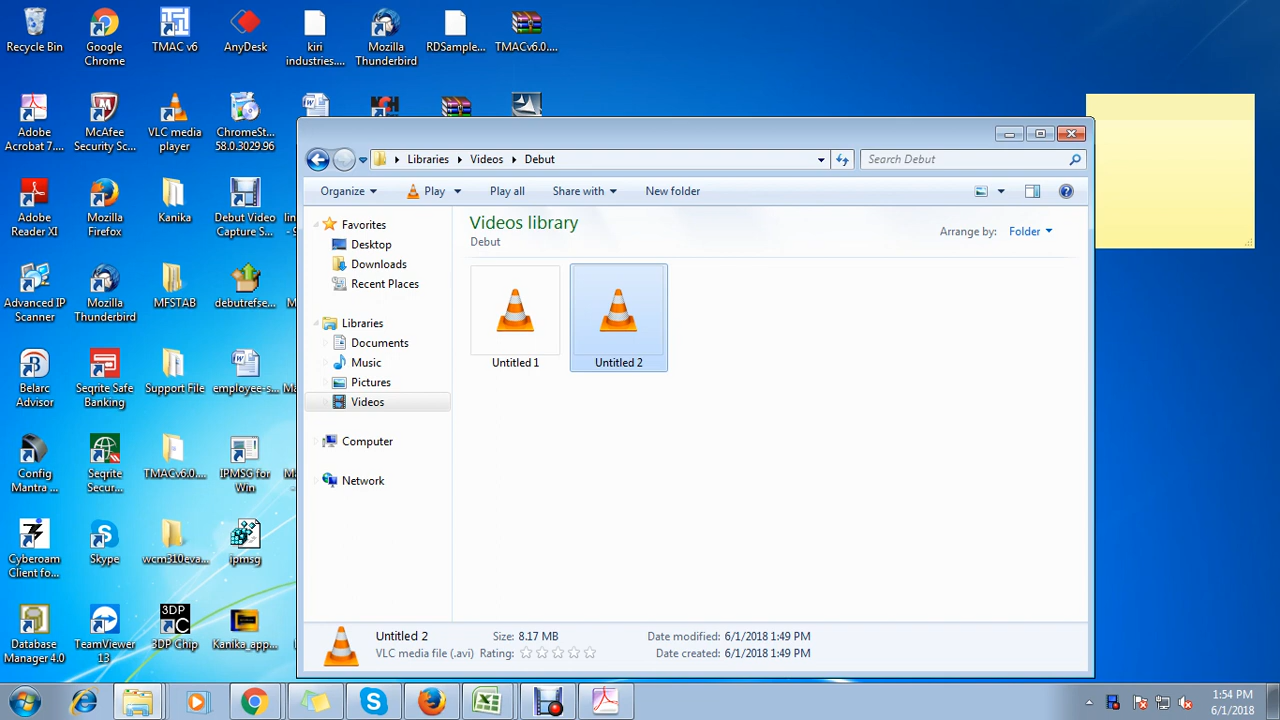 Recycle Bin
Google Chrome
TMAC v6
AnyDesk
kiri industries....
Mozilla Thunderbird
RDSample...
TMACv6.0....
Adobe Acrobat 7....
McAfee Security Sc...
VLC media player
ChromeSt... 58.0.3029.96
Adobe Reader XI
Mozilla Firefox
Kanika
Debut Video Capture S...
Advanced IP Scanner
Mozilla Thunderbird
MFSTAB
debutrefse...
Belarc Advisor
Seqrite Safe Banking
Support File
employee-s...
Config Mantra ...
Seqrite Secur...
TMACv6.0....
IPMSG for Win
Cyberoam Client fo...
Skype
wcm310eva...
ipmsg
Database Manager 4.0
TeamViewer 13
3DP Chip
Kanika_app...
Libraries
Videos
Debut
Search Debut
Organize
Play
Play all
Share with
New folder
Favorites
Desktop
Downloads
Recent Places
Libraries
Documents
Music
Pictures
Videos
Computer
Network
Videos library
Debut
Arrange by: Folder
Untitled 1
Untitled 2
Untitled 2
Size: 8.17 MB
Date modified: 6/1/2018 1:49 PM
VLC media file (.avi)
Rating:
Date created: 6/1/2018 1:49 PM
1:54 PM
6/1/2018